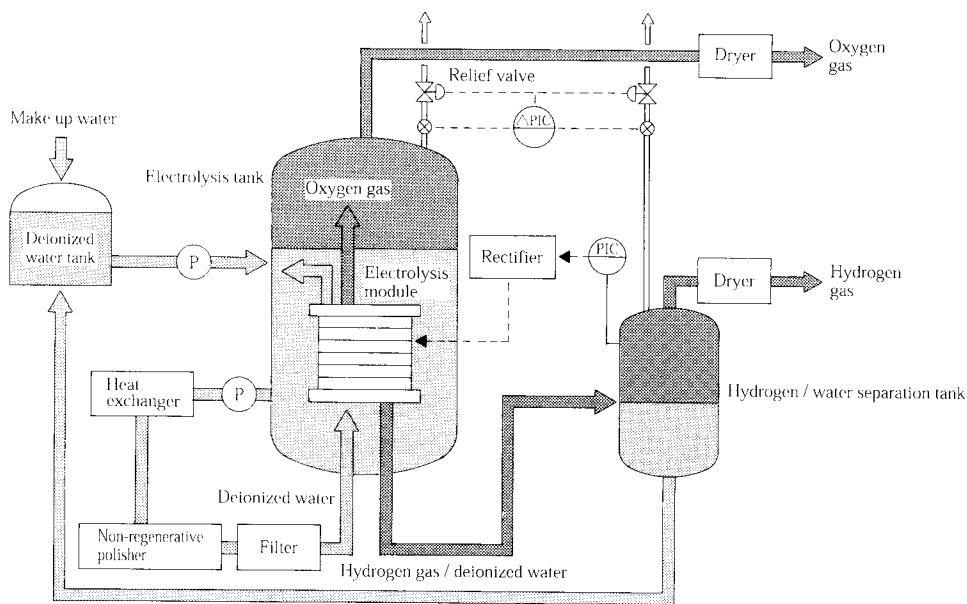 Dryer
Oxygen
gas
Relief valve
△PIC
Make up water
Electrolysis tank
Oxygen gas
Deionized
water tank
P
Electrolysis
module
Rectifier
PIC
Dryer
Hydrogen
gas
Heat
exchanger
P
Hydrogen / water separation tank
Deionized water
Non-regenerative
polisher
Filter
Hydrogen gas / deionized water